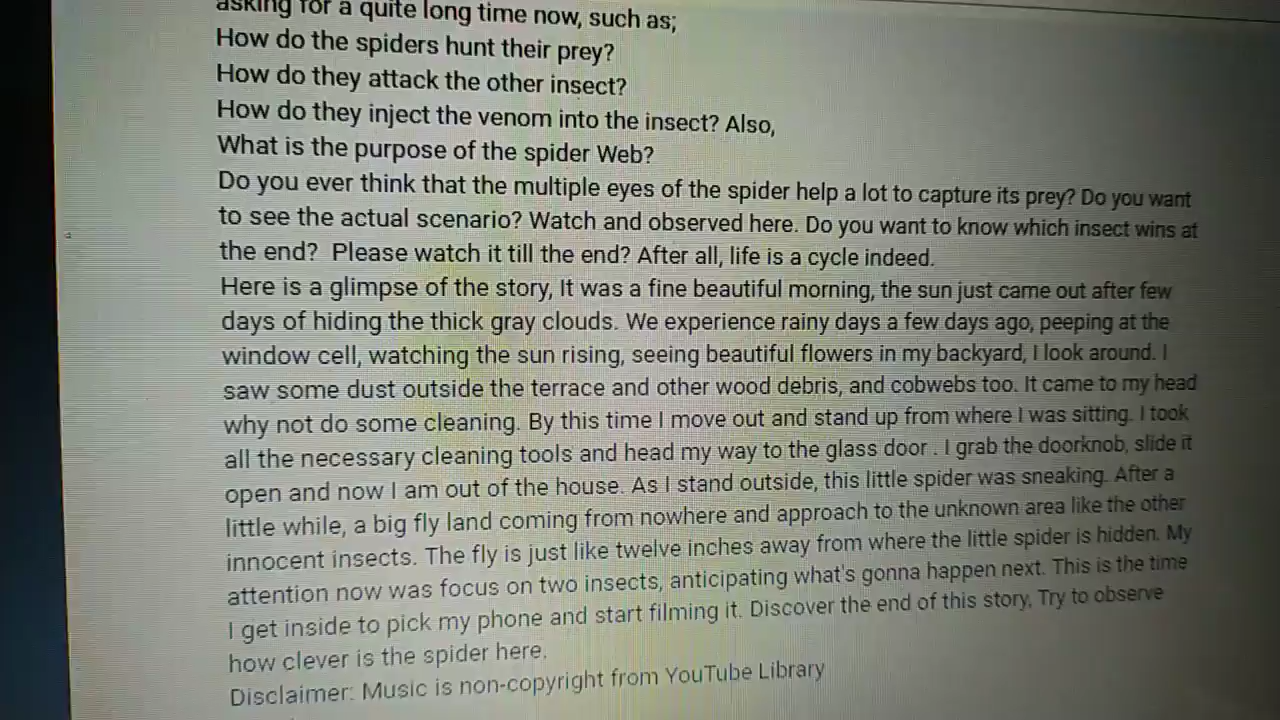 asking for a quite long time now, such as;
How do the spiders hunt their prey?
How do they attack the other insect?
How do they inject the venom into the insect? Also,
What is the purpose of the spider Web?
Do you ever think that the multiple eyes of the spider help a lot to capture its prey? Do you want
to see the actual scenario? Watch and observed here. Do you want to know which insect wins at
the end?  Please watch it till the end? After all, life is a cycle indeed.
Here is a glimpse of the story, It was a fine beautiful morning, the sun just came out after few
days of hiding the thick gray clouds. We experience rainy days a few days ago, peeping at the
window cell, watching the sun rising, seeing beautiful flowers in my backyard, I look around. I
saw some dust outside the terrace and other wood debris, and cobwebs too. It came to my head
why not do some cleaning. By this time I move out and stand up from where I was sitting. I took
all the necessary cleaning tools and head my way to the glass door . I grab the doorknob, slide it
open and now I am out of the house. As I stand outside, this little spider was sneaking. After a
little while, a big fly land coming from nowhere and approach to the unknown area like the other
innocent insects. The fly is just like twelve inches away from where the little spider is hidden. My
attention now was focus on two insects, anticipating what's gonna happen next. This is the time
I get inside to pick my phone and start filming it. Discover the end of this story, Try to observe
how clever is the spider here.
Disclaimer: Music is non-copyright from YouTube Library